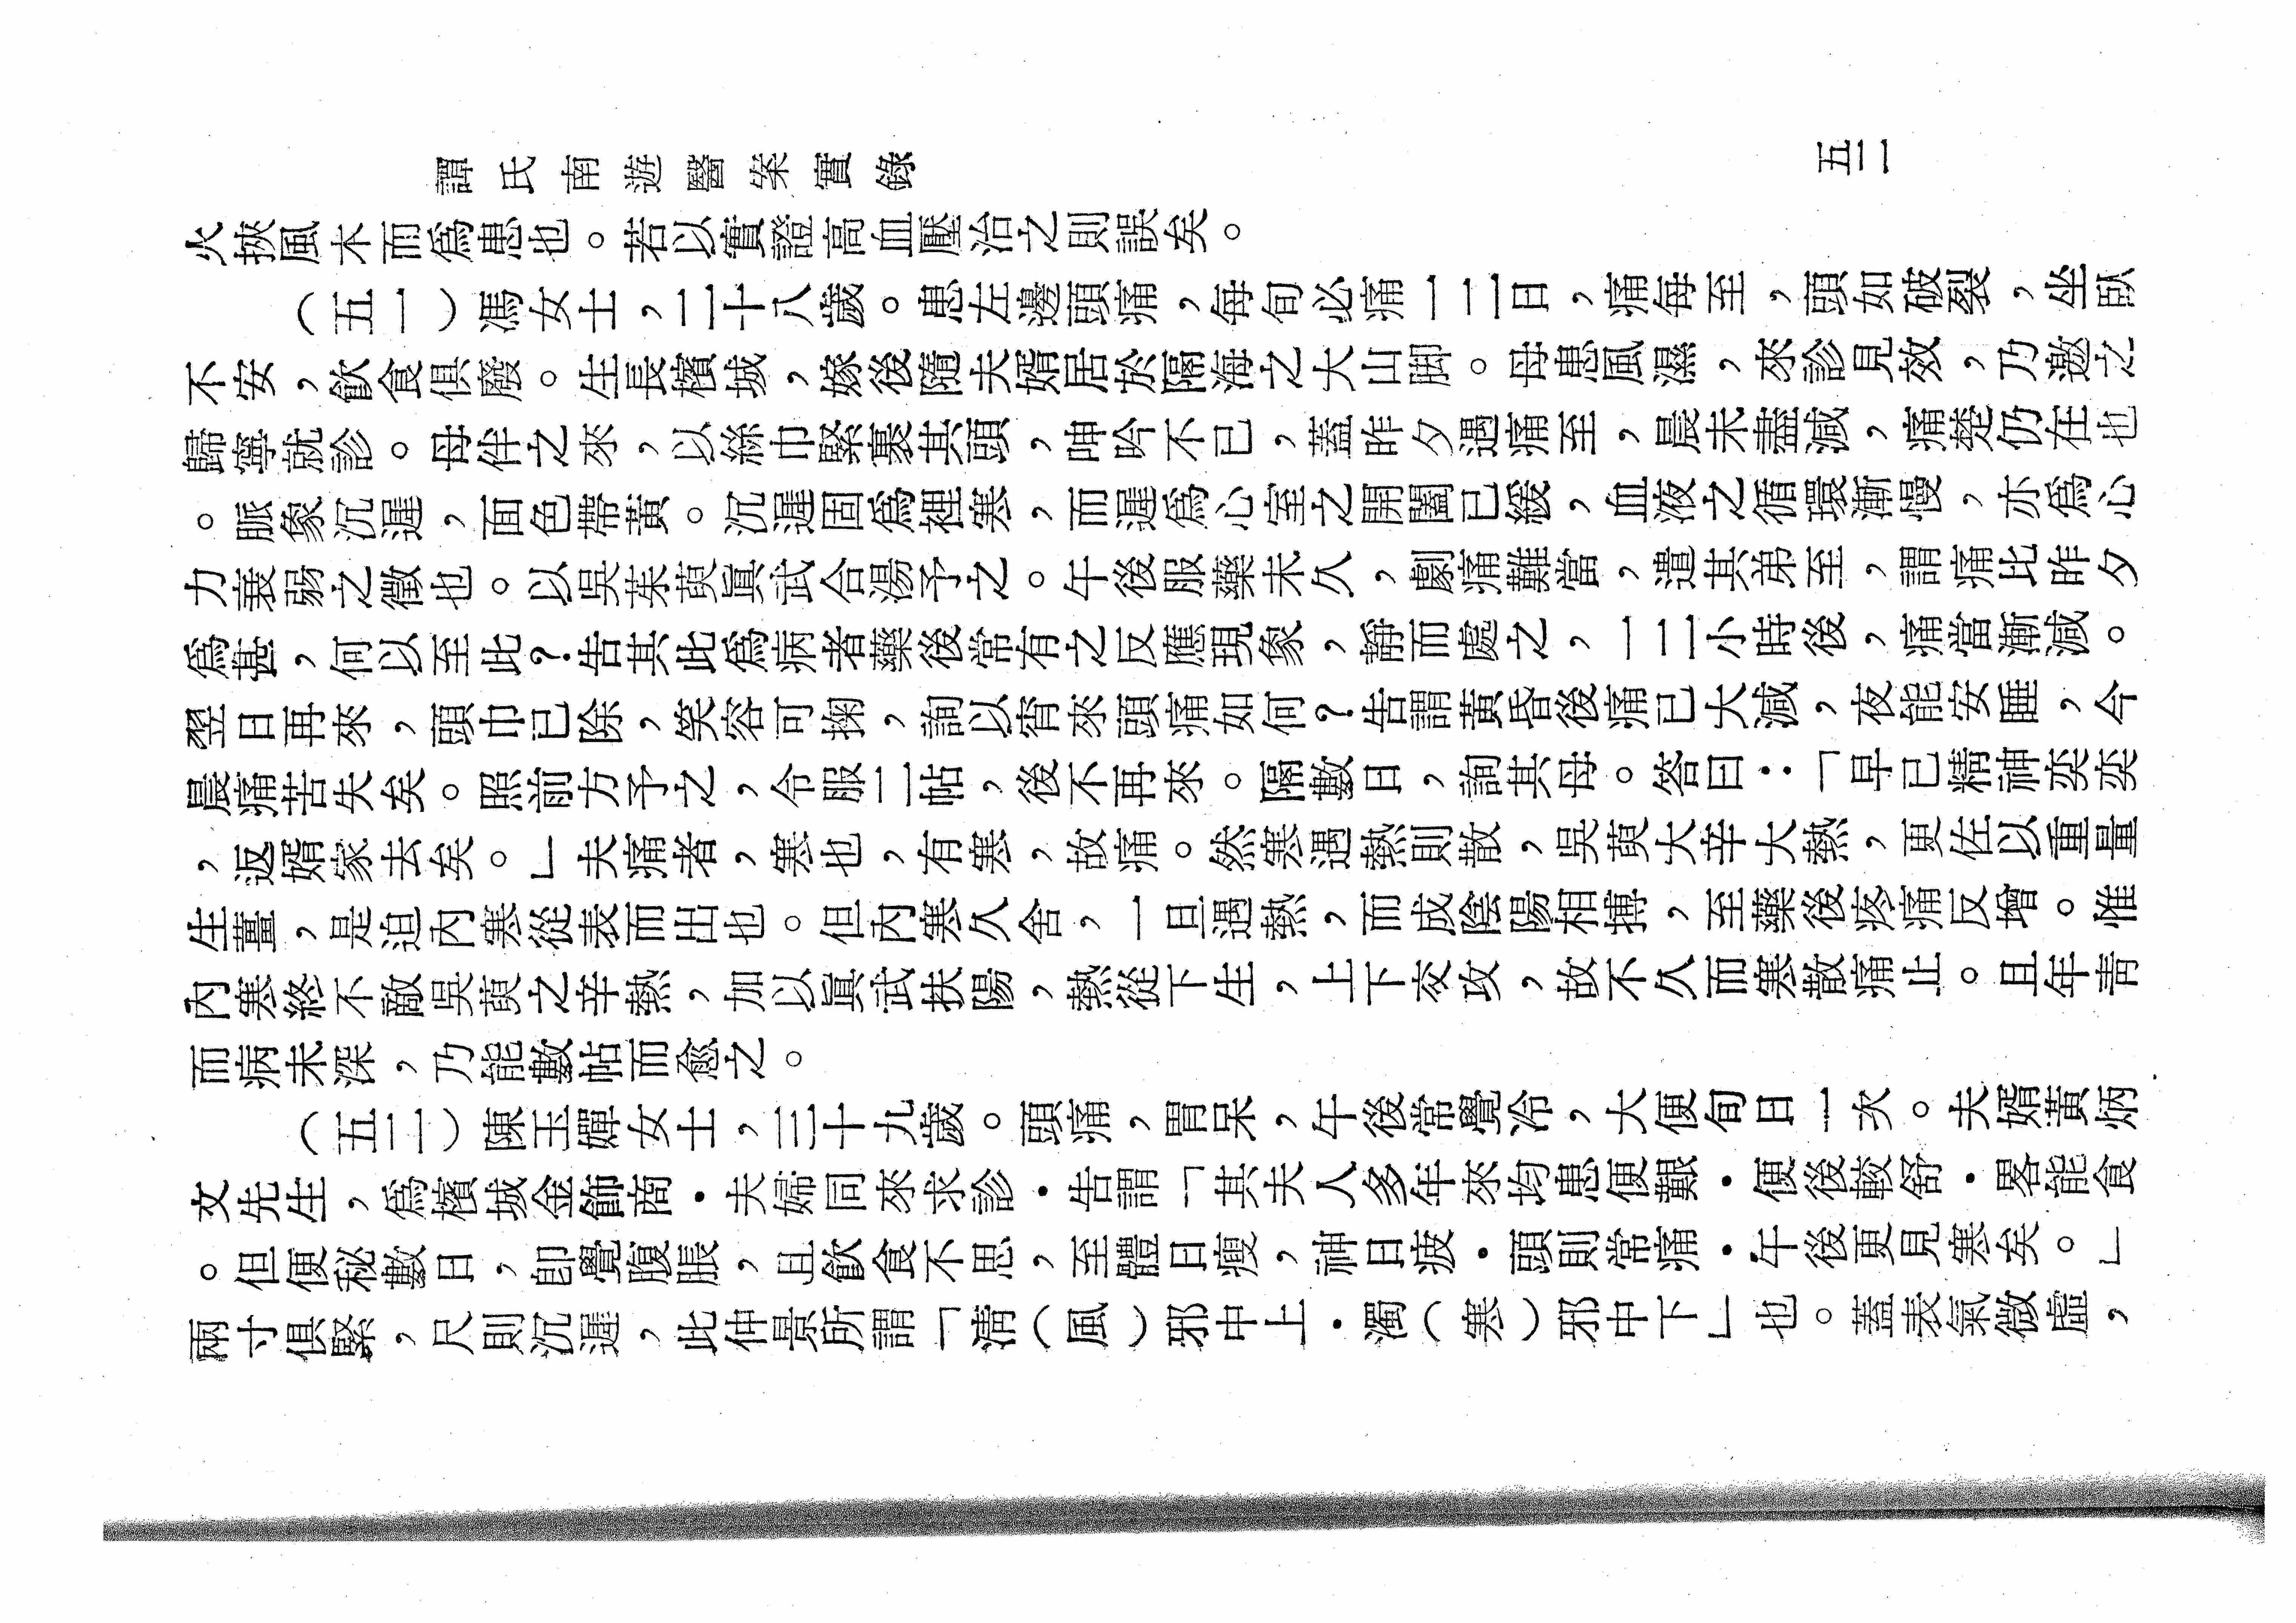 譚氏南遊醫案實錄
五二
火挾風木而爲患也。若以實證高血壓治之則誤矣。
（五一）馮女士，二十八歲。患左邊頭痛，每旬必痛一二日，痛每至，頭如破裂，坐臥
不安，飮食俱廢。生長檳城，嫁後隨夫婿居於隔海之大山脚。母患風濕，來診見效，乃邀之
歸寧就診。母伴之來，以絲巾緊裹其頭，呻吟不已，蓋昨夕遇痛至，晨未盡減，痛楚仍在也
。脈象沉遲，面色帶黃。沉遲固爲裡寒，而遲爲心室之開闔已緩，血液之循環漸慢，亦爲心
力衰弱之徵也。以吳茱萸眞武合湯予之。午後服藥未久，劇痛難當，遣其弟至，謂痛比昨夕
爲甚，何以至此？告其此爲病者藥後常有之反應現象，靜而處之，一二小時後，痛當漸減。
翌日再來，頭巾已除，笑容可掬，詢以宵來頭痛如何？告謂黃昏後痛已大減，夜能安睡，今
晨痛苦失矣。照前方予之，令服二帖，後不再來。隔數日，詢其母。答曰：「早已精神奕奕
，返婿家去矣。」夫痛者，寒也，有寒，故痛。然寒遇熱則散，吳萸大辛大熱，更佐以重量
生薑，是迫內寒從表而出也。但內寒久舍，一旦遇熱，而成陰陽相搏，至藥後疼痛反增。惟
內寒終不敵吳萸之辛熱，加以眞武扶陽，熱從下生，上下交攻，故不久而寒散痛止。且年靑
而病未深，乃能數帖而愈之。
（五二）陳玉嬋女士，三十九歲。頭痛，胃呆，午後常覺冷，大便旬日一次。夫婿黃炳
文先生，爲檳城金飾商・夫婦同來求診・告謂「其夫人多年來均患便艱・便後較舒・畧能食
。但便秘數日，卽覺腹脹，且飮食不思，至體日瘦，神日疲・頭則常痛・午後更見寒矣。」
兩寸俱緊，尺則沉遲，此仲景所謂「淸（風）邪中上・濁（寒）邪中下」也。蓋表氣微虛，